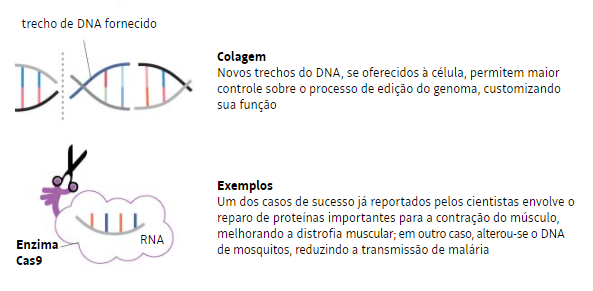 trecho de DNA fornecido
Colagem
Novos trechos do DNA, se oferecidos à célula, permitem maior
controle sobre o processo de edição do genoma, customizando
sua função
Exemplos
Um dos casos de sucesso já reportados pelos cientistas envolve o
reparo de proteínas importantes para a contração do músculo,
melhorando a distrofia muscular; em outro caso, alterou-se o DNA
de mosquitos, reduzindo a transmissão de malária
RNA
Enzima
Cas9